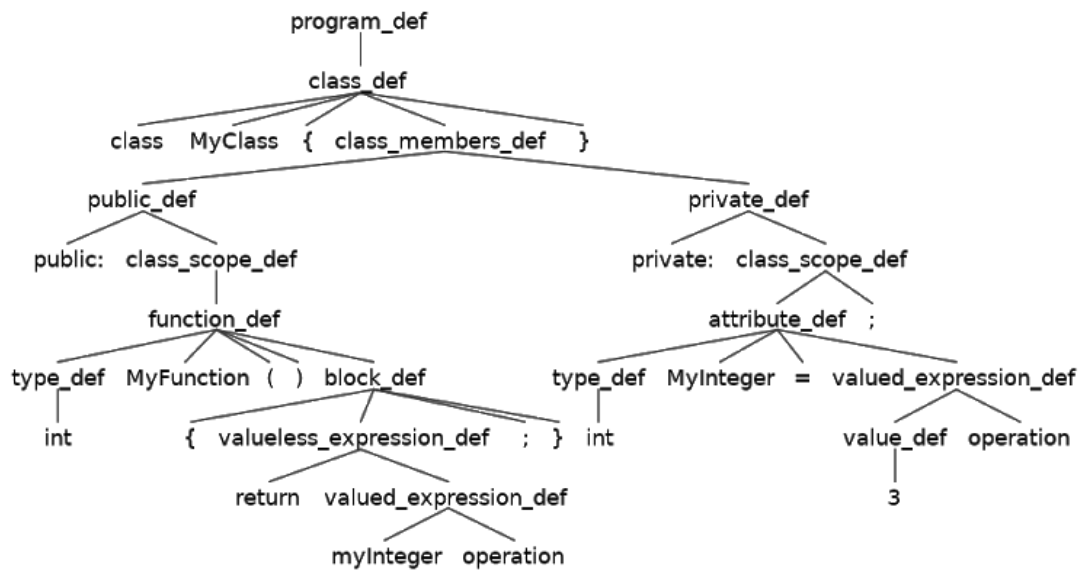 program_def
class_def
class MyClass { class_members_def }
public_def private_def
public: class_scope_def private: class_scope_def
function_def attribute_def ;
type_def MyFunction ( ) block_def type_def MyInteger = valued_expression_def
int { valueless_expression_def ; } int value_def operation
return valued_expression_def 3
myInteger operation